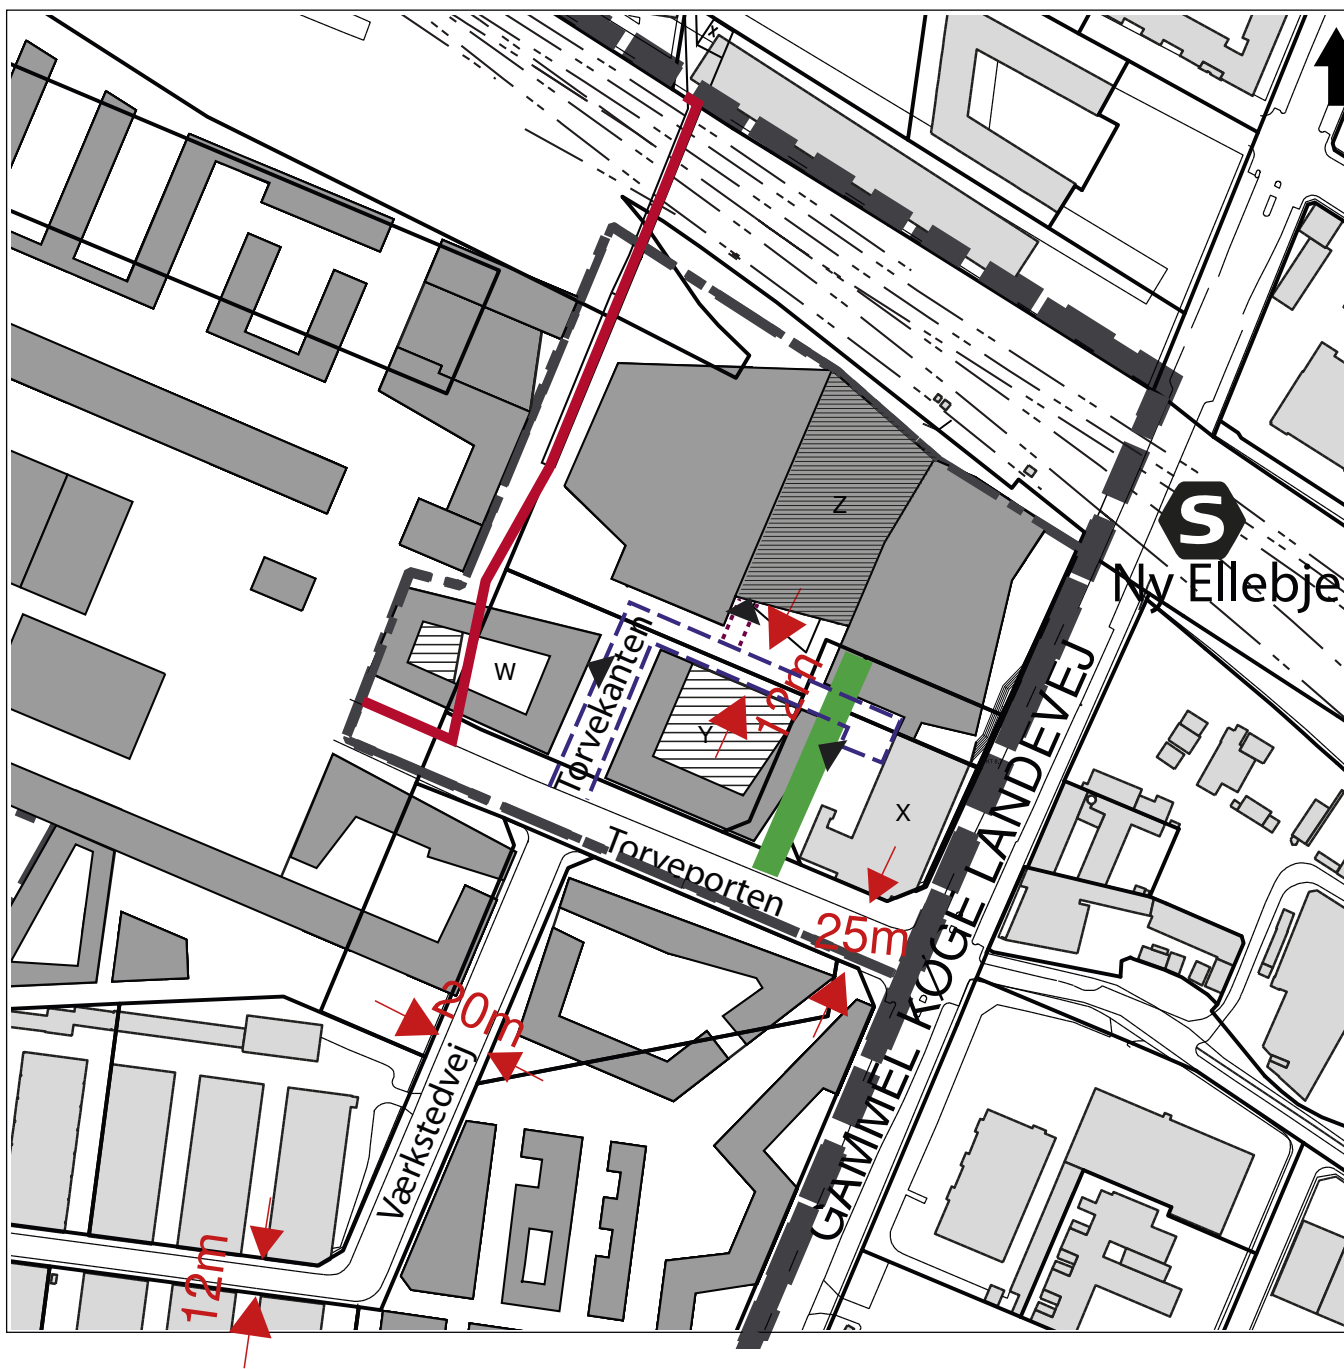 x
Z
S
Ny Ellebje
W
Torvekanten
12m
Y
X
Torveporten
25m
GAMMEL KØGE LANDEVEJ
20m
Værkstedvej
12m